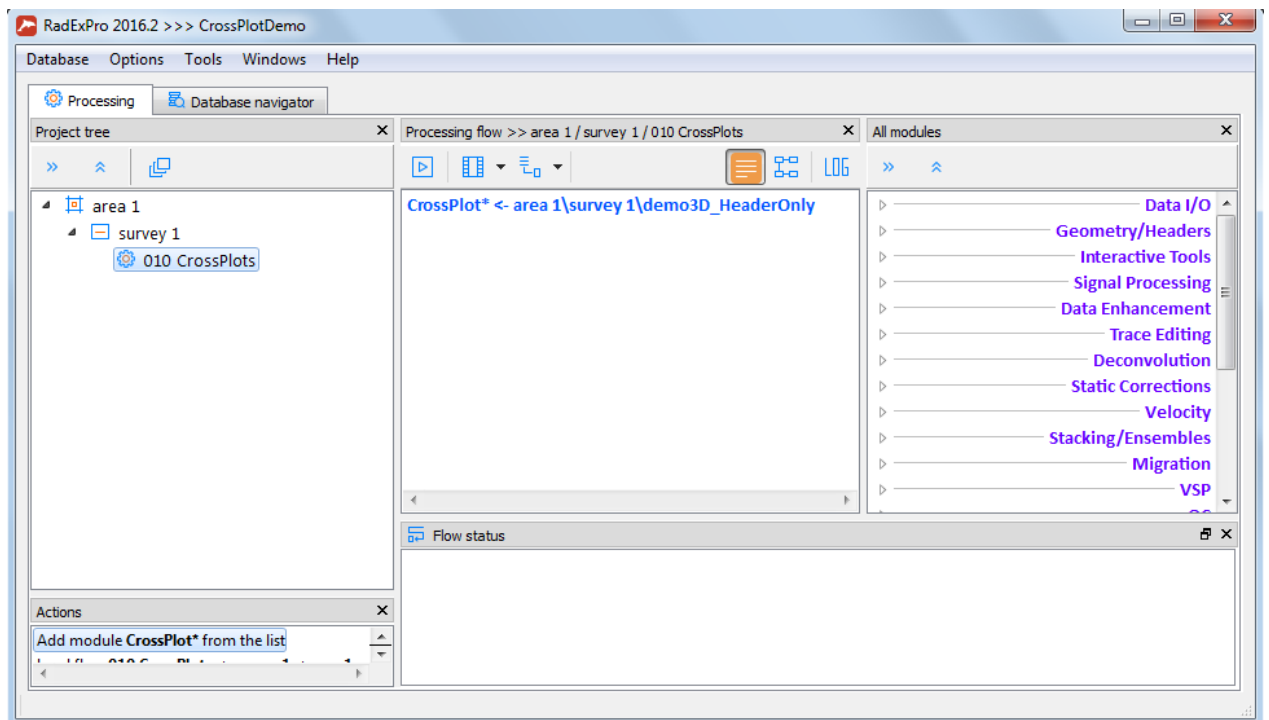 RadExPro 2016.2 >>> CrossPlotDemo
Database Options Tools Windows Help
Processing Database navigator
Project tree
area 1
survey 1
010 CrossPlots
Processing flow >> area 1 / survey 1 / 010 CrossPlots
LOG
CrossPlot* <- area 1\survey 1\demo3D_HeaderOnly
All modules
Data I/O
Geometry/Headers
Interactive Tools
Signal Processing
Data Enhancement
Trace Editing
Deconvolution
Static Corrections
Velocity
Stacking/Ensembles
Migration
VSP
Flow status
Actions
Add module CrossPlot* from the list